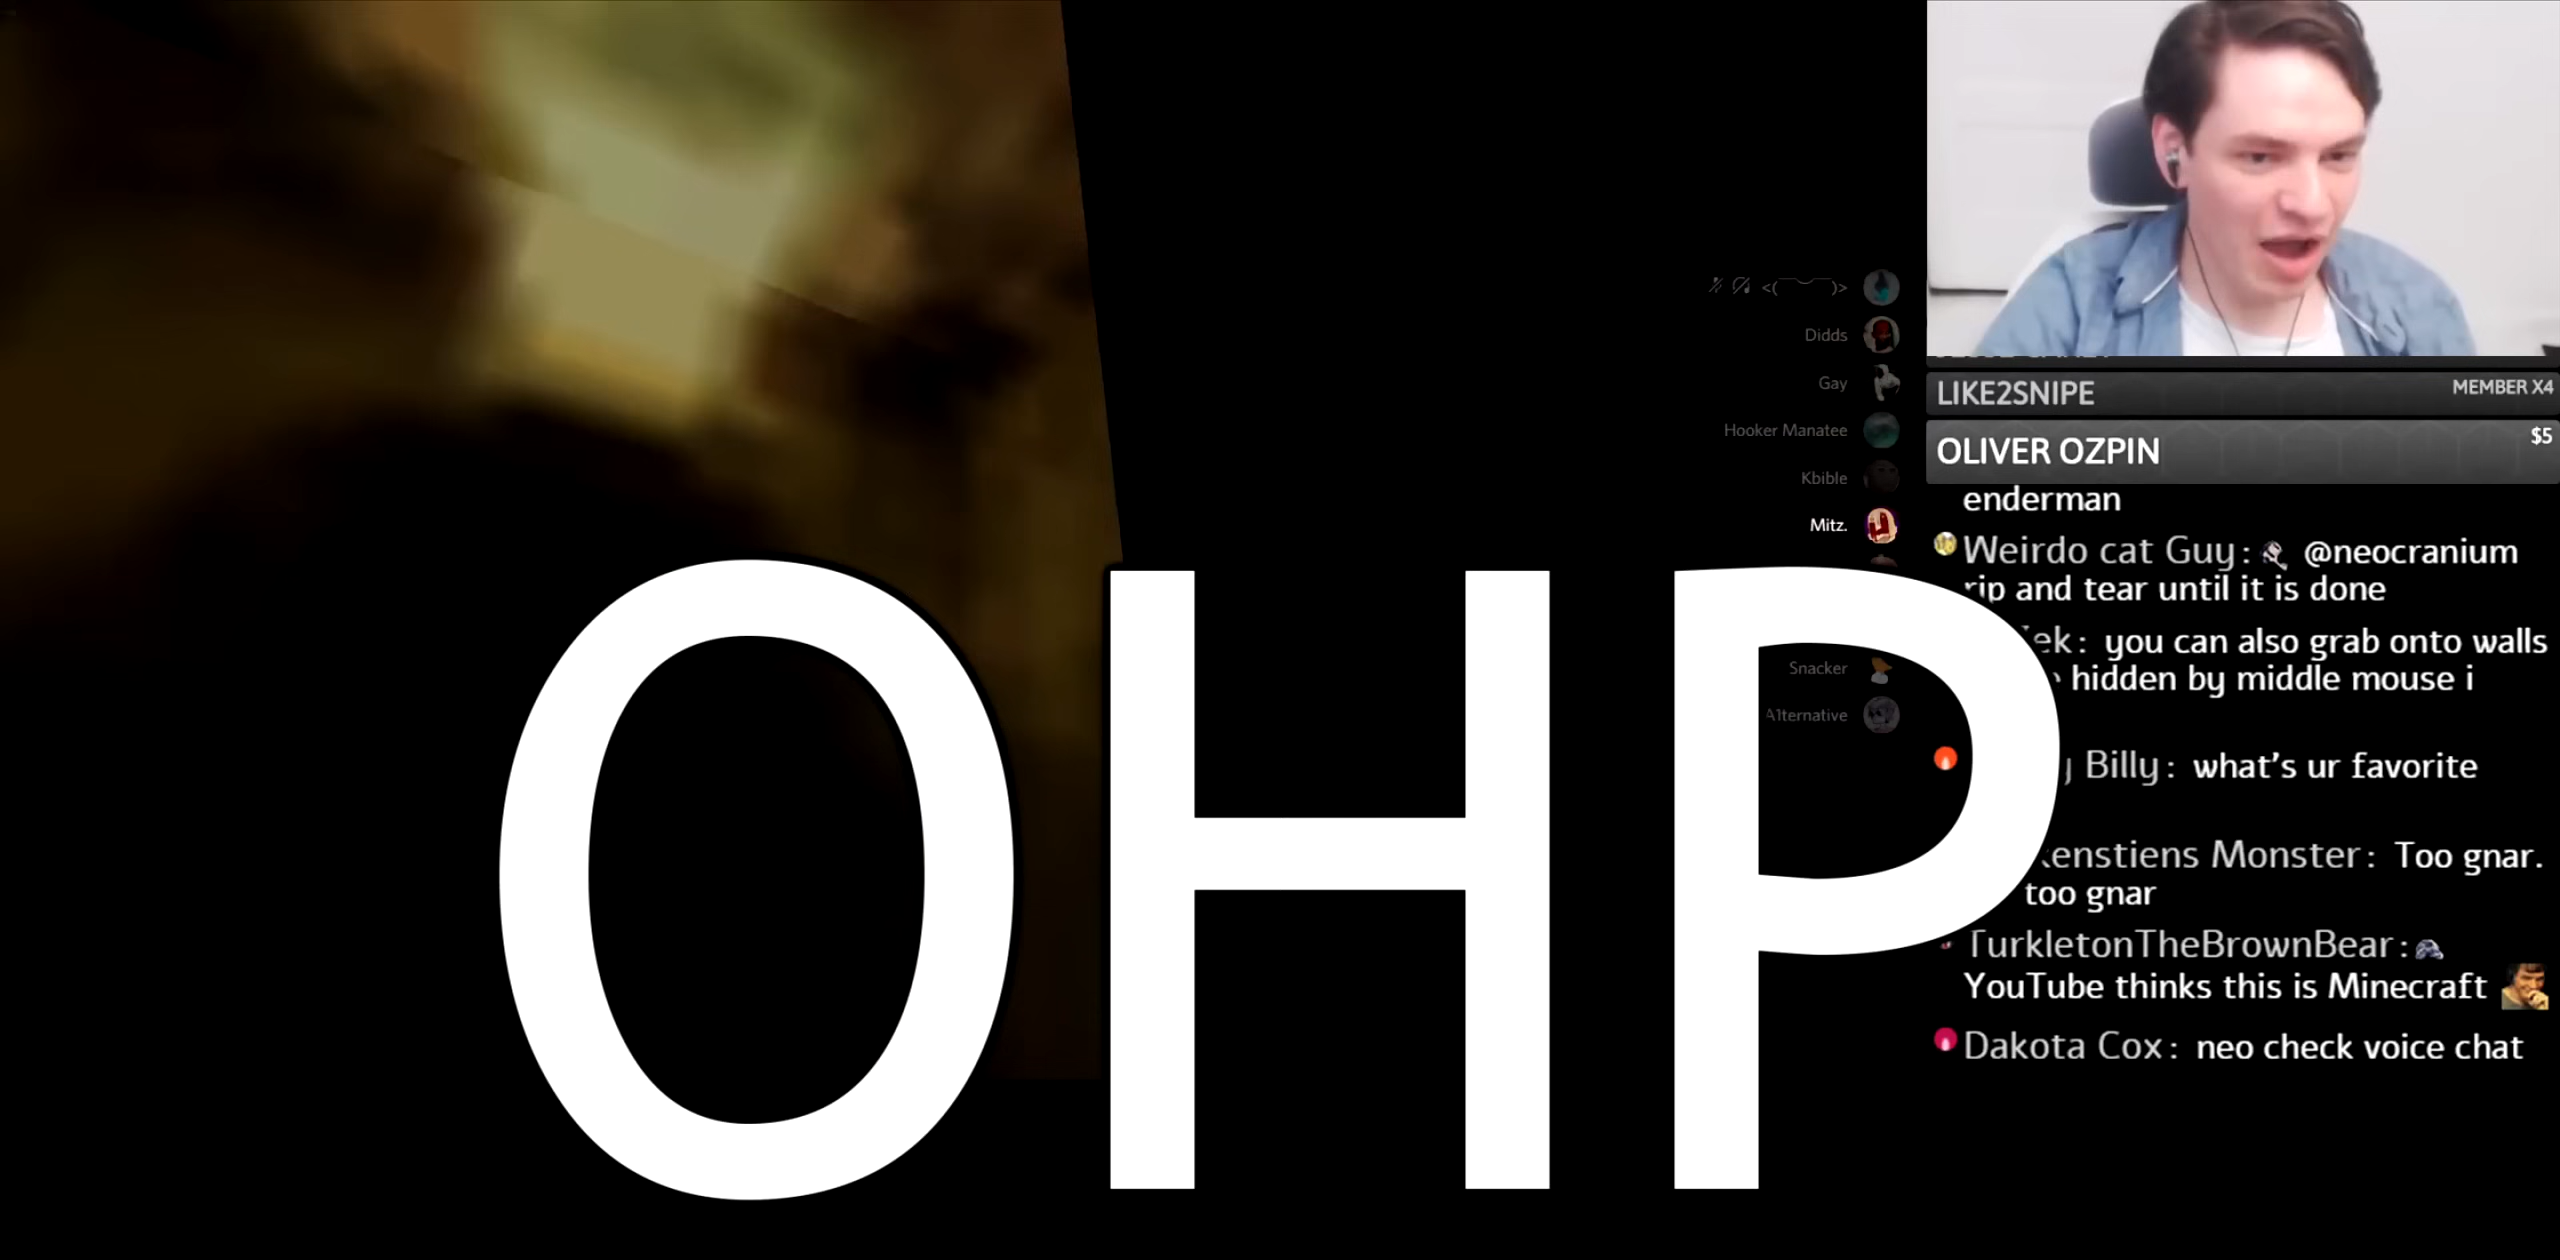 <(‾‾︶‾‾)>
Didds
Gay
Hooker Manatee
Kbible
Mitz.
Snacker
Alternative
LIKE2SNIPE MEMBER X4
OLIVER OZPIN $5
enderman
Weirdo cat Guy: @neocranium
rip and tear until it is done
ek: you can also grab onto walls
hidden by middle mouse i
Billy: what's ur favorite
kenstiens Monster: Too gnar.
too gnar
TurkletonTheBrownBear:
YouTube thinks this is Minecraft
Dakota Cox: neo check voice chat
OHP